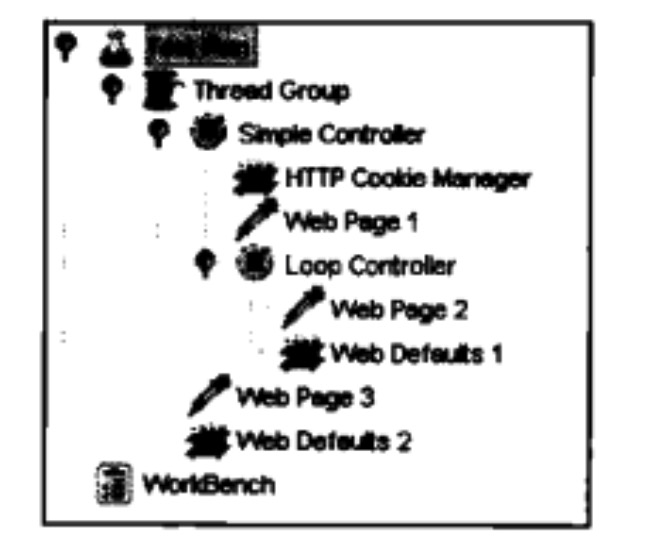 Thread Group
Simple Controller
HTTP Cookie Manager
Web Page 1
Loop Controller
Web Page 2
Web Defaults 1
Web Page 3
Web Defaults 2
WorkBench